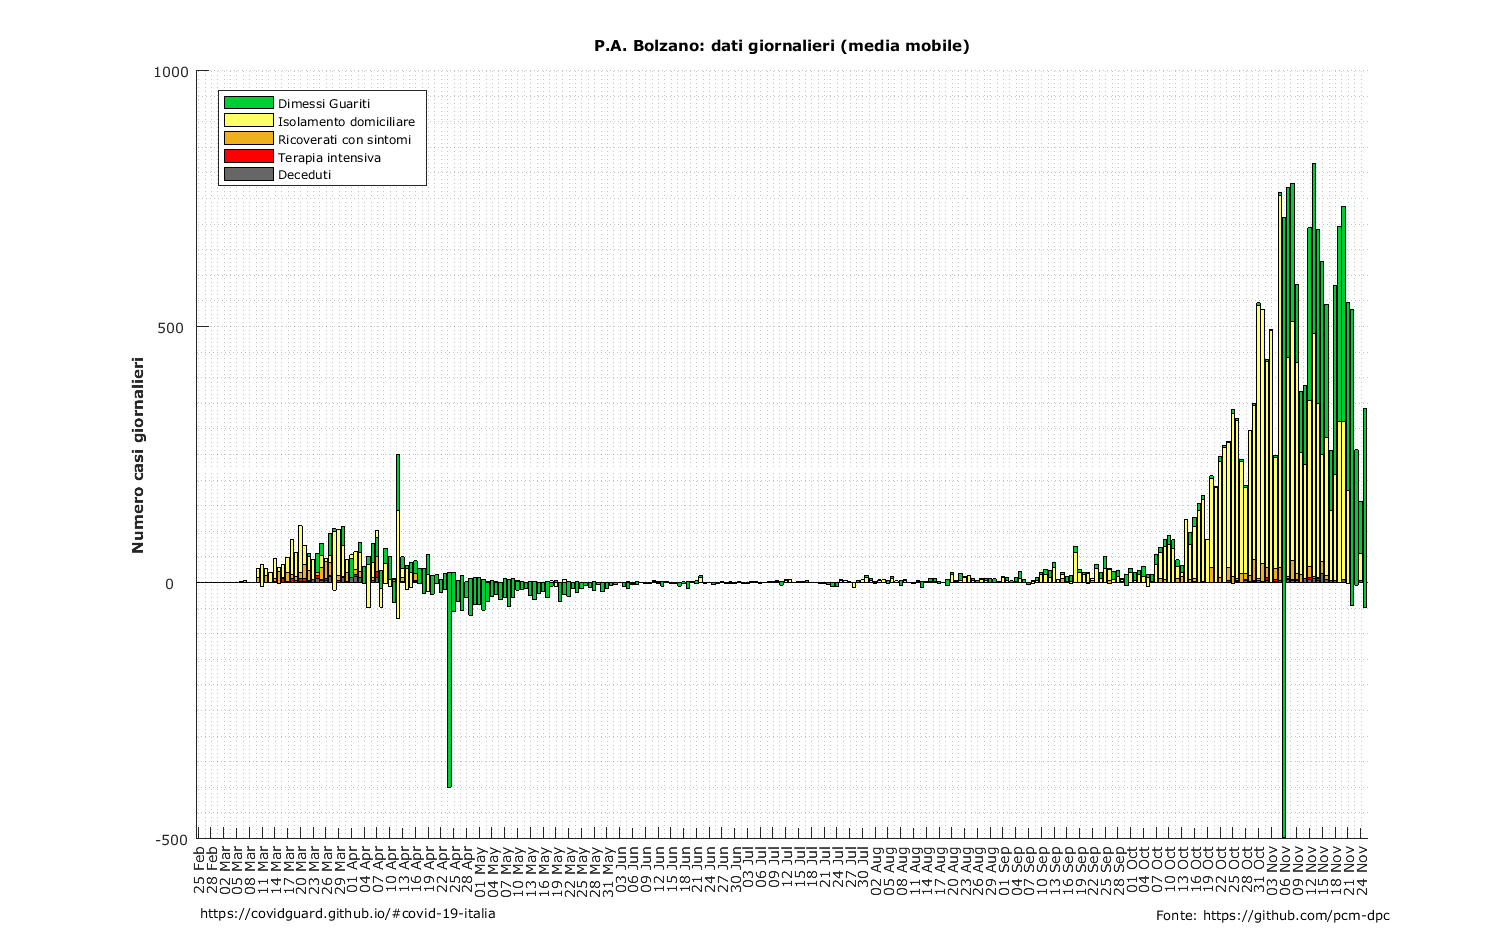 P.A. Bolzano: dati giornalieri (media mobile)
1000
500
0
-500
Numero casi giornalieri
Dimessi Guariti
Isolamento domiciliare
Ricoverati con sintomi
Terapia intensiva
Deceduti
25 Feb
28 Feb
02 Mar
05 Mar
08 Mar
11 Mar
14 Mar
17 Mar
20 Mar
23 Mar
26 Mar
29 Mar
01 Apr
04 Apr
07 Apr
10 Apr
13 Apr
16 Apr
19 Apr
22 Apr
25 Apr
28 Apr
01 May
04 May
07 May
10 May
13 May
16 May
19 May
22 May
25 May
28 May
31 May
03 Jun
06 Jun
09 Jun
12 Jun
15 Jun
18 Jun
21 Jun
24 Jun
27 Jun
30 Jun
03 Jul
06 Jul
09 Jul
12 Jul
15 Jul
18 Jul
21 Jul
24 Jul
27 Jul
30 Jul
02 Aug
05 Aug
08 Aug
11 Aug
14 Aug
17 Aug
20 Aug
23 Aug
26 Aug
29 Aug
01 Sep
04 Sep
07 Sep
10 Sep
13 Sep
16 Sep
19 Sep
22 Sep
25 Sep
28 Sep
01 Oct
04 Oct
07 Oct
10 Oct
13 Oct
16 Oct
19 Oct
22 Oct
25 Oct
28 Oct
31 Oct
03 Nov
06 Nov
09 Nov
12 Nov
15 Nov
18 Nov
21 Nov
24 Nov
https://covidguard.github.io/#covid-19-italia
Fonte: https://github.com/pcm-dpc